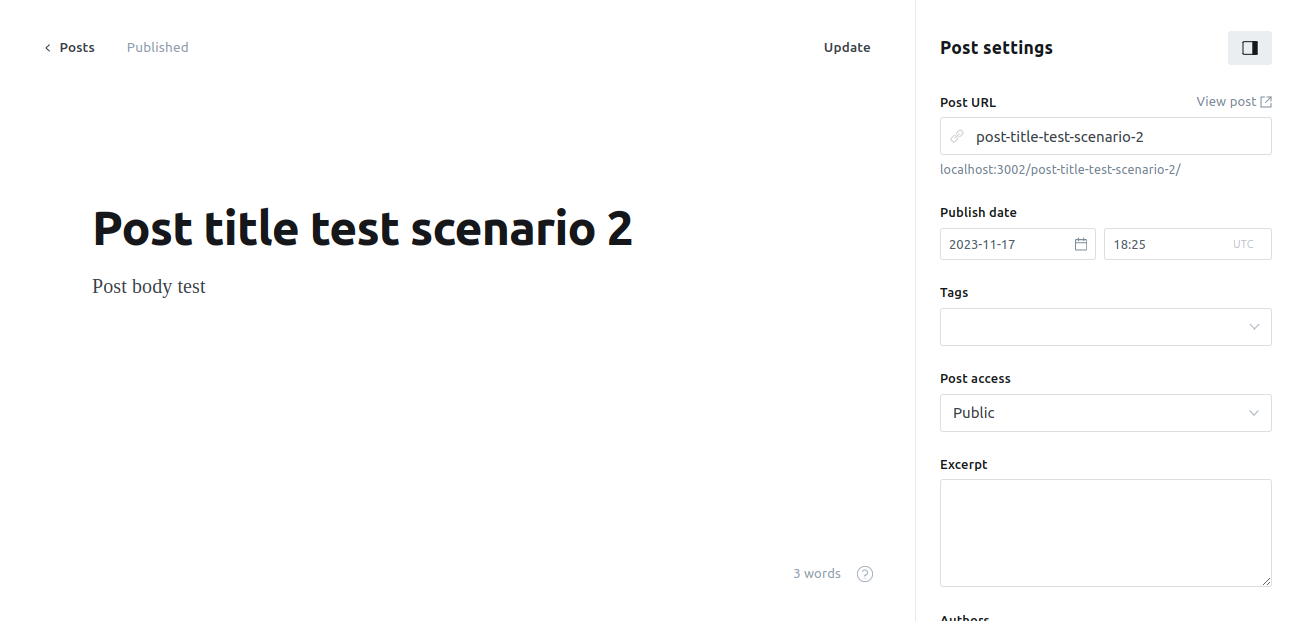 Posts
Published
Update
Post title test scenario 2
Post body test
3 words
?
Post settings
Post URL
View post
post-title-test-scenario-2
localhost:3002/post-title-test-scenario-2/
Publish date
2023-11-17
18:25
UTC
Tags
Post access
Public
Excerpt
Authors